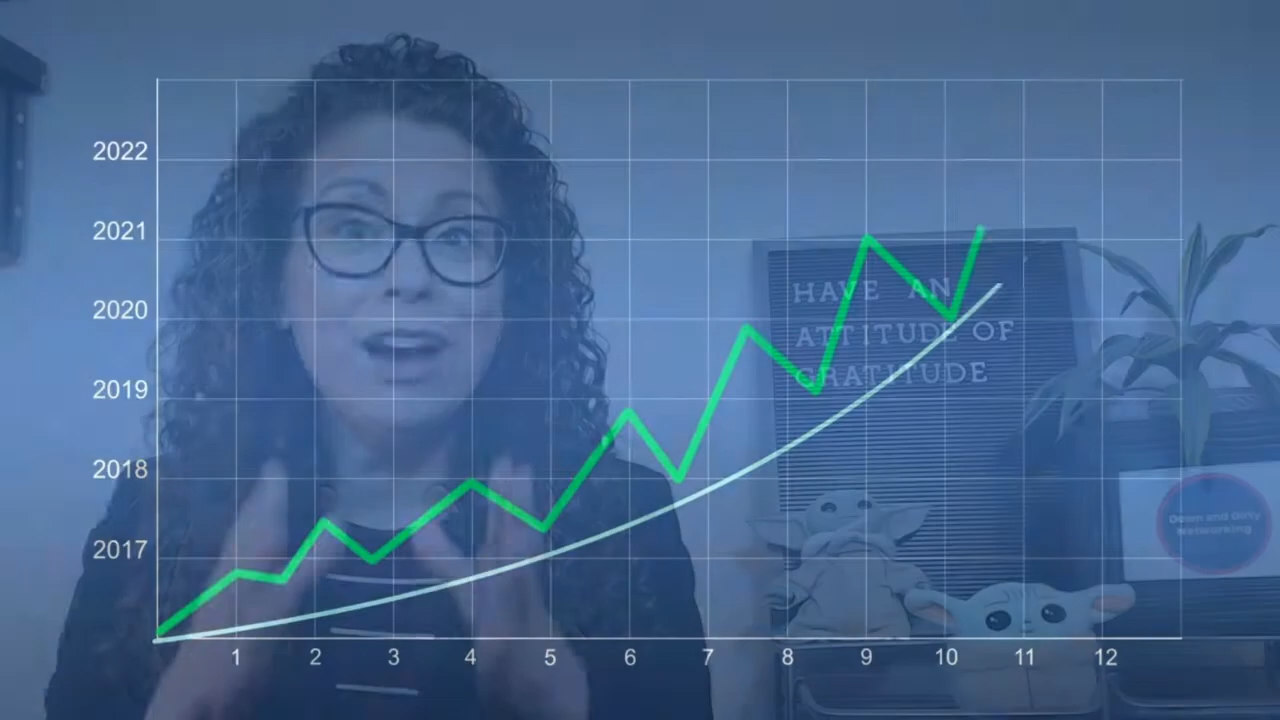 2022
2021
2020
2019
2018
2017
1 2 3 4 5 6 7 8 9 10 11 12
HAVE AN
ATTITUDE OF
GRATITUDE
Down and Dirty
Networking